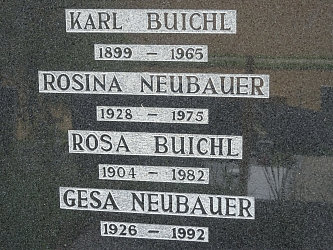 KARL BUICHL
1899 – 1965
ROSINA NEUBAUER
1928 – 1975
ROSA BUICHL
1904 – 1982
GESA NEUBAUER
1926 – 1992